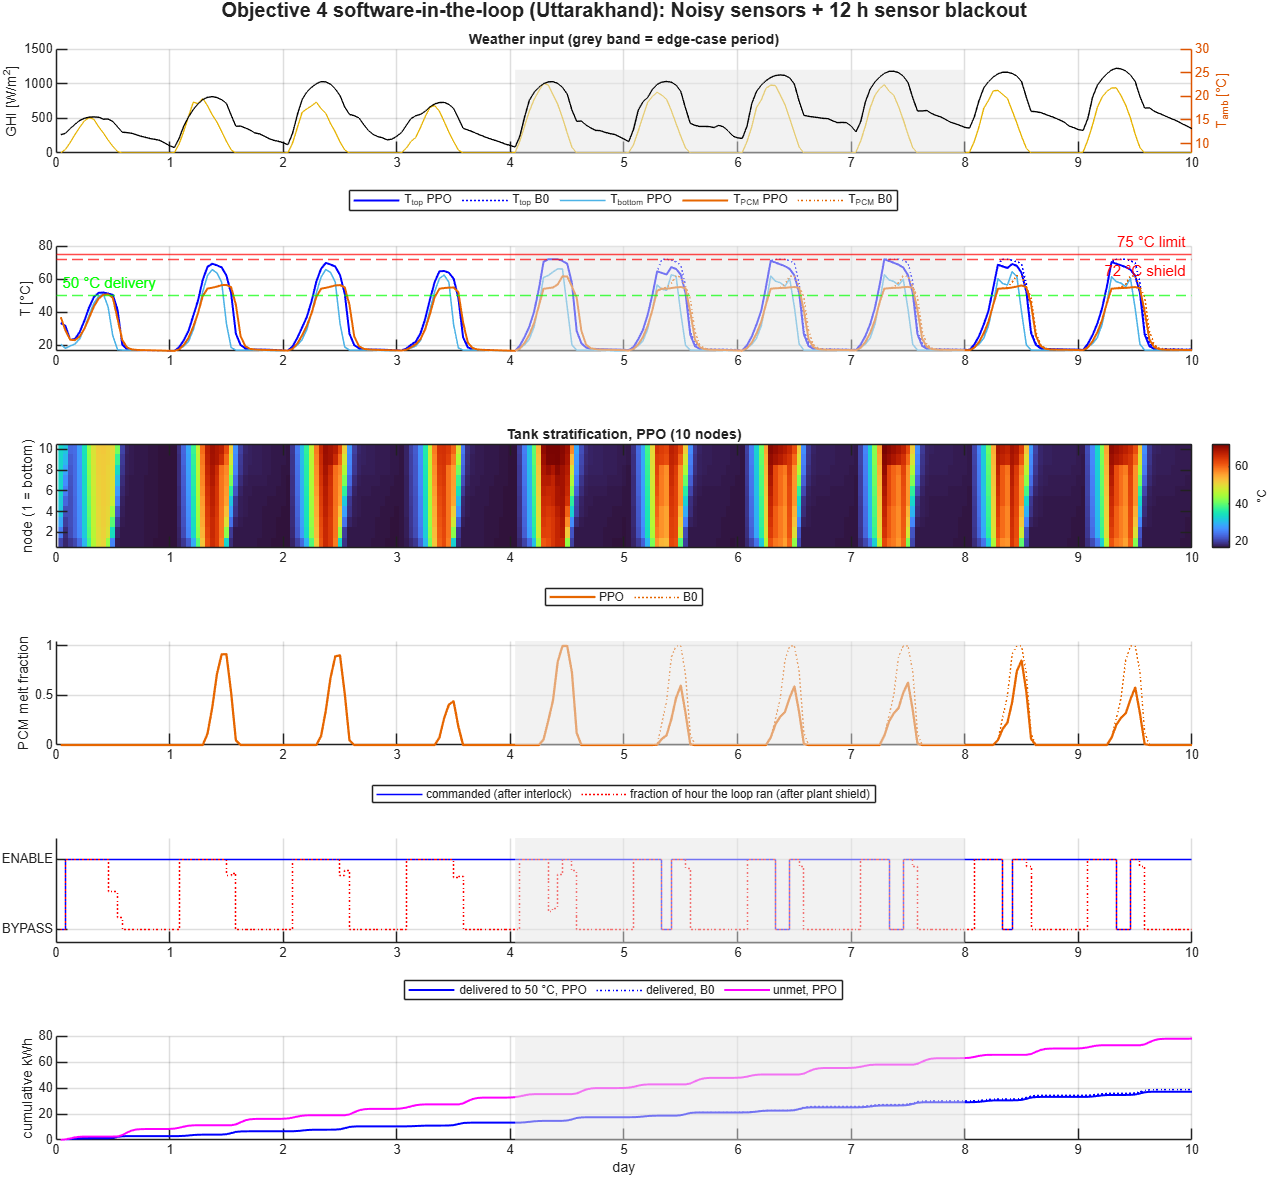 Objective 4 software-in-the-loop (Uttarakhand): Noisy sensors + 12 h sensor blackout
Weather input (grey band = edge-case period)
GHI [W/m²]
1500
1000
500
0
30
25
20
15
10
T_amb [°C]
0 1 2 3 4 5 6 7 8 9 10
T_top PPO T_top B0 T_bottom PPO T_PCM PPO T_PCM B0
T [°C]
80
60
40
20
75 °C limit
72 °C shield
50 °C delivery
0 1 2 3 4 5 6 7 8 9 10
Tank stratification, PPO (10 nodes)
node (1 = bottom)
10
8
6
4
2
60
40
20
°C
0 1 2 3 4 5 6 7 8 9 10
PPO B0
PCM melt fraction
1
0.5
0
0 1 2 3 4 5 6 7 8 9 10
commanded (after interlock) fraction of hour the loop ran (after plant shield)
ENABLE
BYPASS
0 1 2 3 4 5 6 7 8 9 10
delivered to 50 °C, PPO delivered, B0 unmet, PPO
cumulative kWh
80
60
40
20
0
0 1 2 3 4 5 6 7 8 9 10
day